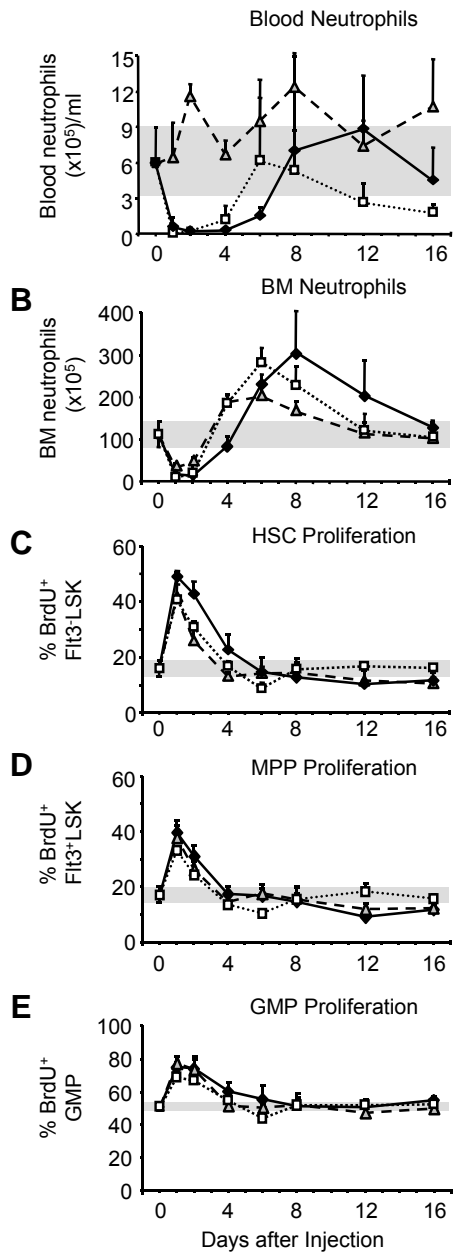 Blood Neutrophils
Blood neutrophils
(x10⁵)/ml
15
12
9
6
3
0
0 4 8 12 16
B
BM Neutrophils
BM neutrophils
(x10⁵)
400
300
200
100
0
0 4 8 12 16
C
HSC Proliferation
% BrdU⁺
Flt3⁻LSK
60
40
20
0
0 4 8 12 16
D
MPP Proliferation
% BrdU⁺
Flt3⁺LSK
60
40
20
0
0 4 8 12 16
E
GMP Proliferation
% BrdU⁺
GMP
100
80
60
40
20
0
0 4 8 12 16
Days after Injection